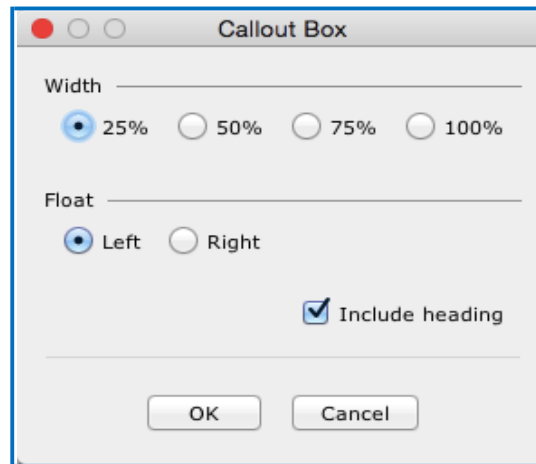 Callout Box
Width
25% 50% 75% 100%
Float
Left Right
Include heading
OK Cancel